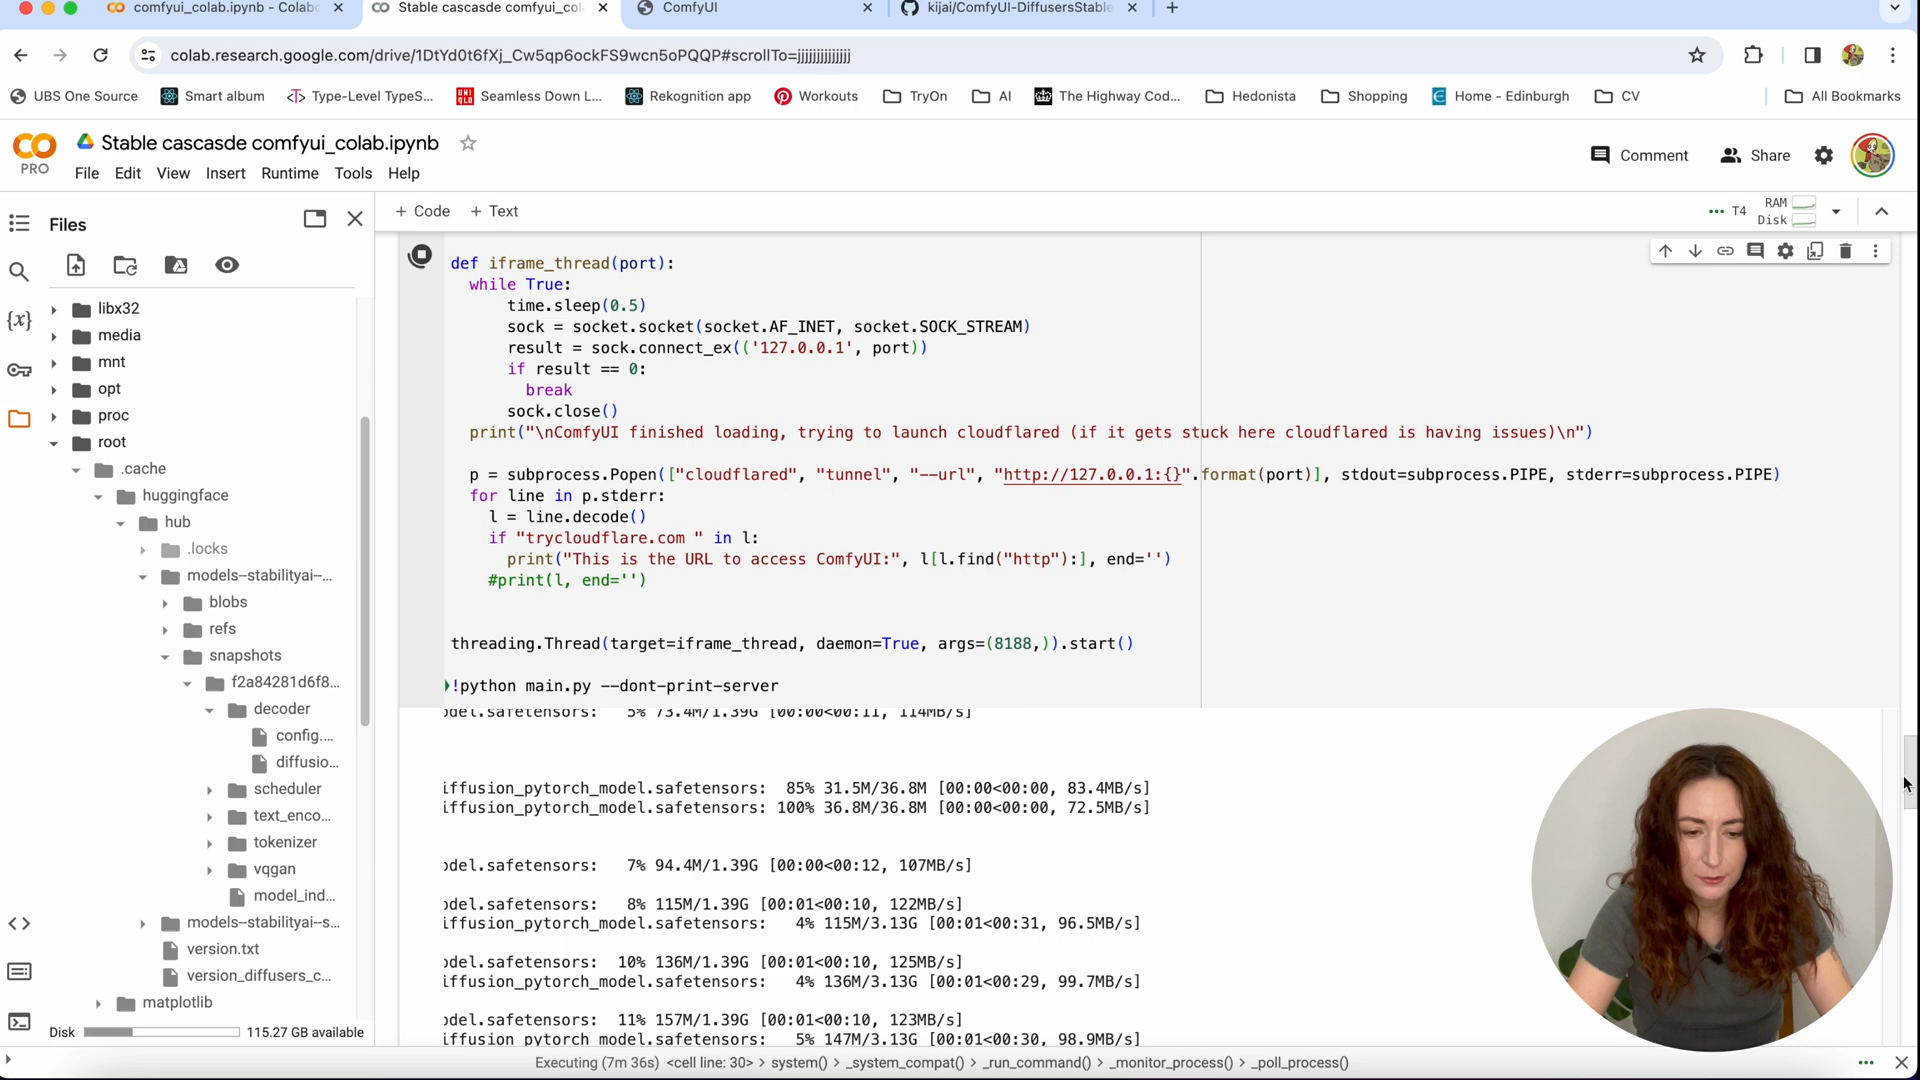 comfyui_colab.ipynb - Colab
Stable cascasde comfyui_col
ComfyUI
kijai/ComfyUI-DiffusersStable
colab.research.google.com/drive/1DtYd0t6fXj_Cw5qp6ockFS9wcn5oPQQP#scrollTo=jjjjjjjjjjjjjj
UBS One Source
Smart album
Type-Level TypeS...
Seamless Down L...
Rekognition app
Workouts
TryOn
AI
The Highway Cod...
Hedonista
Shopping
Home - Edinburgh
CV
All Bookmarks
CO
PRO
Stable cascasde comfyui_colab.ipynb
Comment
Share
File Edit View Insert Runtime Tools Help
Files
+ Code + Text
T4
RAM
Disk
libx32
media
mnt
opt
proc
root
.cache
huggingface
hub
.locks
models--stabilityai--...
blobs
refs
snapshots
f2a84281d6f8...
decoder
config....
diffusio...
scheduler
text_enco...
tokenizer
vqgan
model_ind...
models--stabilityai--s...
version.txt
version_diffusers_c...
matplotlib
Disk
115.27 GB available
def iframe_thread(port):
while True:
time.sleep(0.5)
sock = socket.socket(socket.AF_INET, socket.SOCK_STREAM)
result = sock.connect_ex(('127.0.0.1', port))
if result == 0:
break
sock.close()
print("\nComfyUI finished loading, trying to launch cloudflared (if it gets stuck here cloudflared is having issues)\n")
p = subprocess.Popen(["cloudflared", "tunnel", "--url", "http://127.0.0.1:{}".format(port)], stdout=subprocess.PIPE, stderr=subprocess.PIPE)
for line in p.stderr:
l = line.decode()
if "trycloudflare.com " in l:
print("This is the URL to access ComfyUI:", l[l.find("http"):], end='')
#print(l, end='')
threading.Thread(target=iframe_thread, daemon=True, args=(8188,)).start()
!python main.py --dont-print-server
odel.safetensors: 5% 73.4M/1.39G [00:00<00:11, 114MB/s]
iffusion_pytorch_model.safetensors: 85% 31.5M/36.8M [00:00<00:00, 83.4MB/s]
iffusion_pytorch_model.safetensors: 100% 36.8M/36.8M [00:00<00:00, 72.5MB/s]
odel.safetensors: 7% 94.4M/1.39G [00:00<00:12, 107MB/s]
odel.safetensors: 8% 115M/1.39G [00:01<00:10, 122MB/s]
iffusion_pytorch_model.safetensors: 4% 115M/3.13G [00:01<00:31, 96.5MB/s]
odel.safetensors: 10% 136M/1.39G [00:01<00:10, 125MB/s]
iffusion_pytorch_model.safetensors: 4% 136M/3.13G [00:01<00:29, 99.7MB/s]
odel.safetensors: 11% 157M/1.39G [00:01<00:10, 123MB/s]
iffusion_pytorch_model.safetensors: 5% 147M/3.13G [00:01<00:30, 98.9MB/s]
Executing (7m 36s) <cell line: 30> > system() > _system_compat() > _run_command() > _monitor_process() > _poll_process()